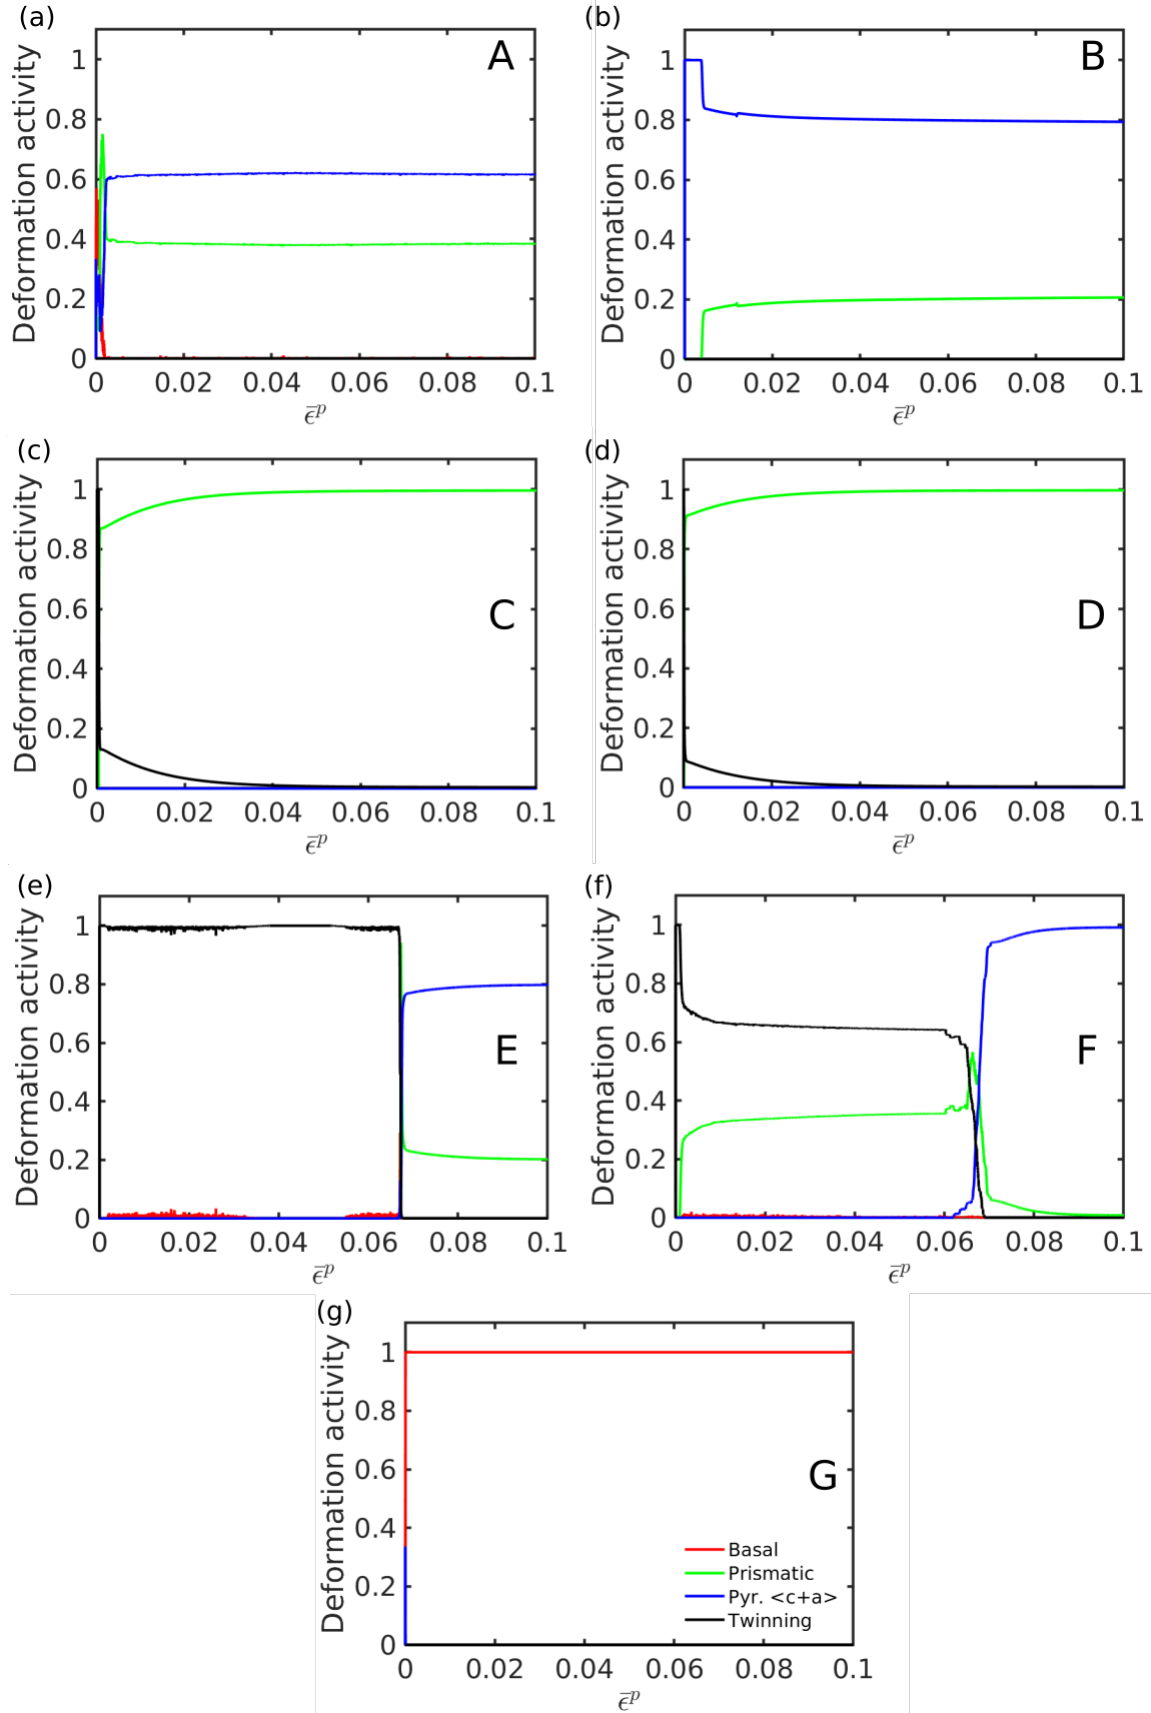 (a)
A
Deformation activity
1
0.8
0.6
0.4
0.2
0
0 0.02 0.04 0.06 0.08 0.1
ϵ̄ᵖ
(b)
B
Deformation activity
1
0.8
0.6
0.4
0.2
0
0 0.02 0.04 0.06 0.08 0.1
ϵ̄ᵖ
(c)
C
Deformation activity
1
0.8
0.6
0.4
0.2
0
0 0.02 0.04 0.06 0.08 0.1
ϵ̄ᵖ
(d)
D
Deformation activity
1
0.8
0.6
0.4
0.2
0
0 0.02 0.04 0.06 0.08 0.1
ϵ̄ᵖ
(e)
E
Deformation activity
1
0.8
0.6
0.4
0.2
0
0 0.02 0.04 0.06 0.08 0.1
ϵ̄ᵖ
(f)
F
Deformation activity
1
0.8
0.6
0.4
0.2
0
0 0.02 0.04 0.06 0.08 0.1
ϵ̄ᵖ
(g)
G
Deformation activity
1
0.8
0.6
0.4
0.2
0
Basal
Prismatic
Pyr. <c+a>
Twinning
0 0.02 0.04 0.06 0.08 0.1
ϵ̄ᵖ